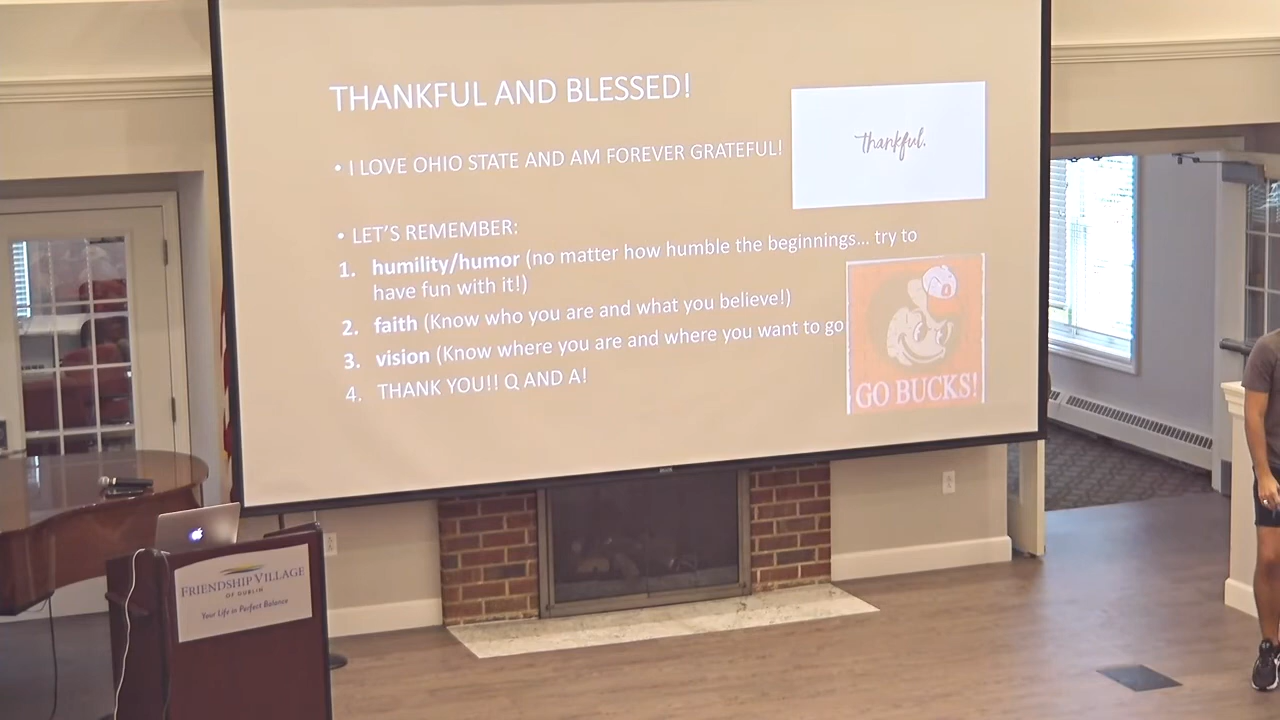 THANKFUL AND BLESSED!
thankful.
• I LOVE OHIO STATE AND AM FOREVER GRATEFUL!
• LET'S REMEMBER:
1. humility/humor (no matter how humble the beginnings... try to
have fun with it!)
2. faith (Know who you are and what you believe!)
3. vision (Know where you are and where you want to go
4. THANK YOU!! Q AND A!
GO BUCKS!
FRIENDSHIP VILLAGE
OF DUBLIN
Your Life in Perfect Balance